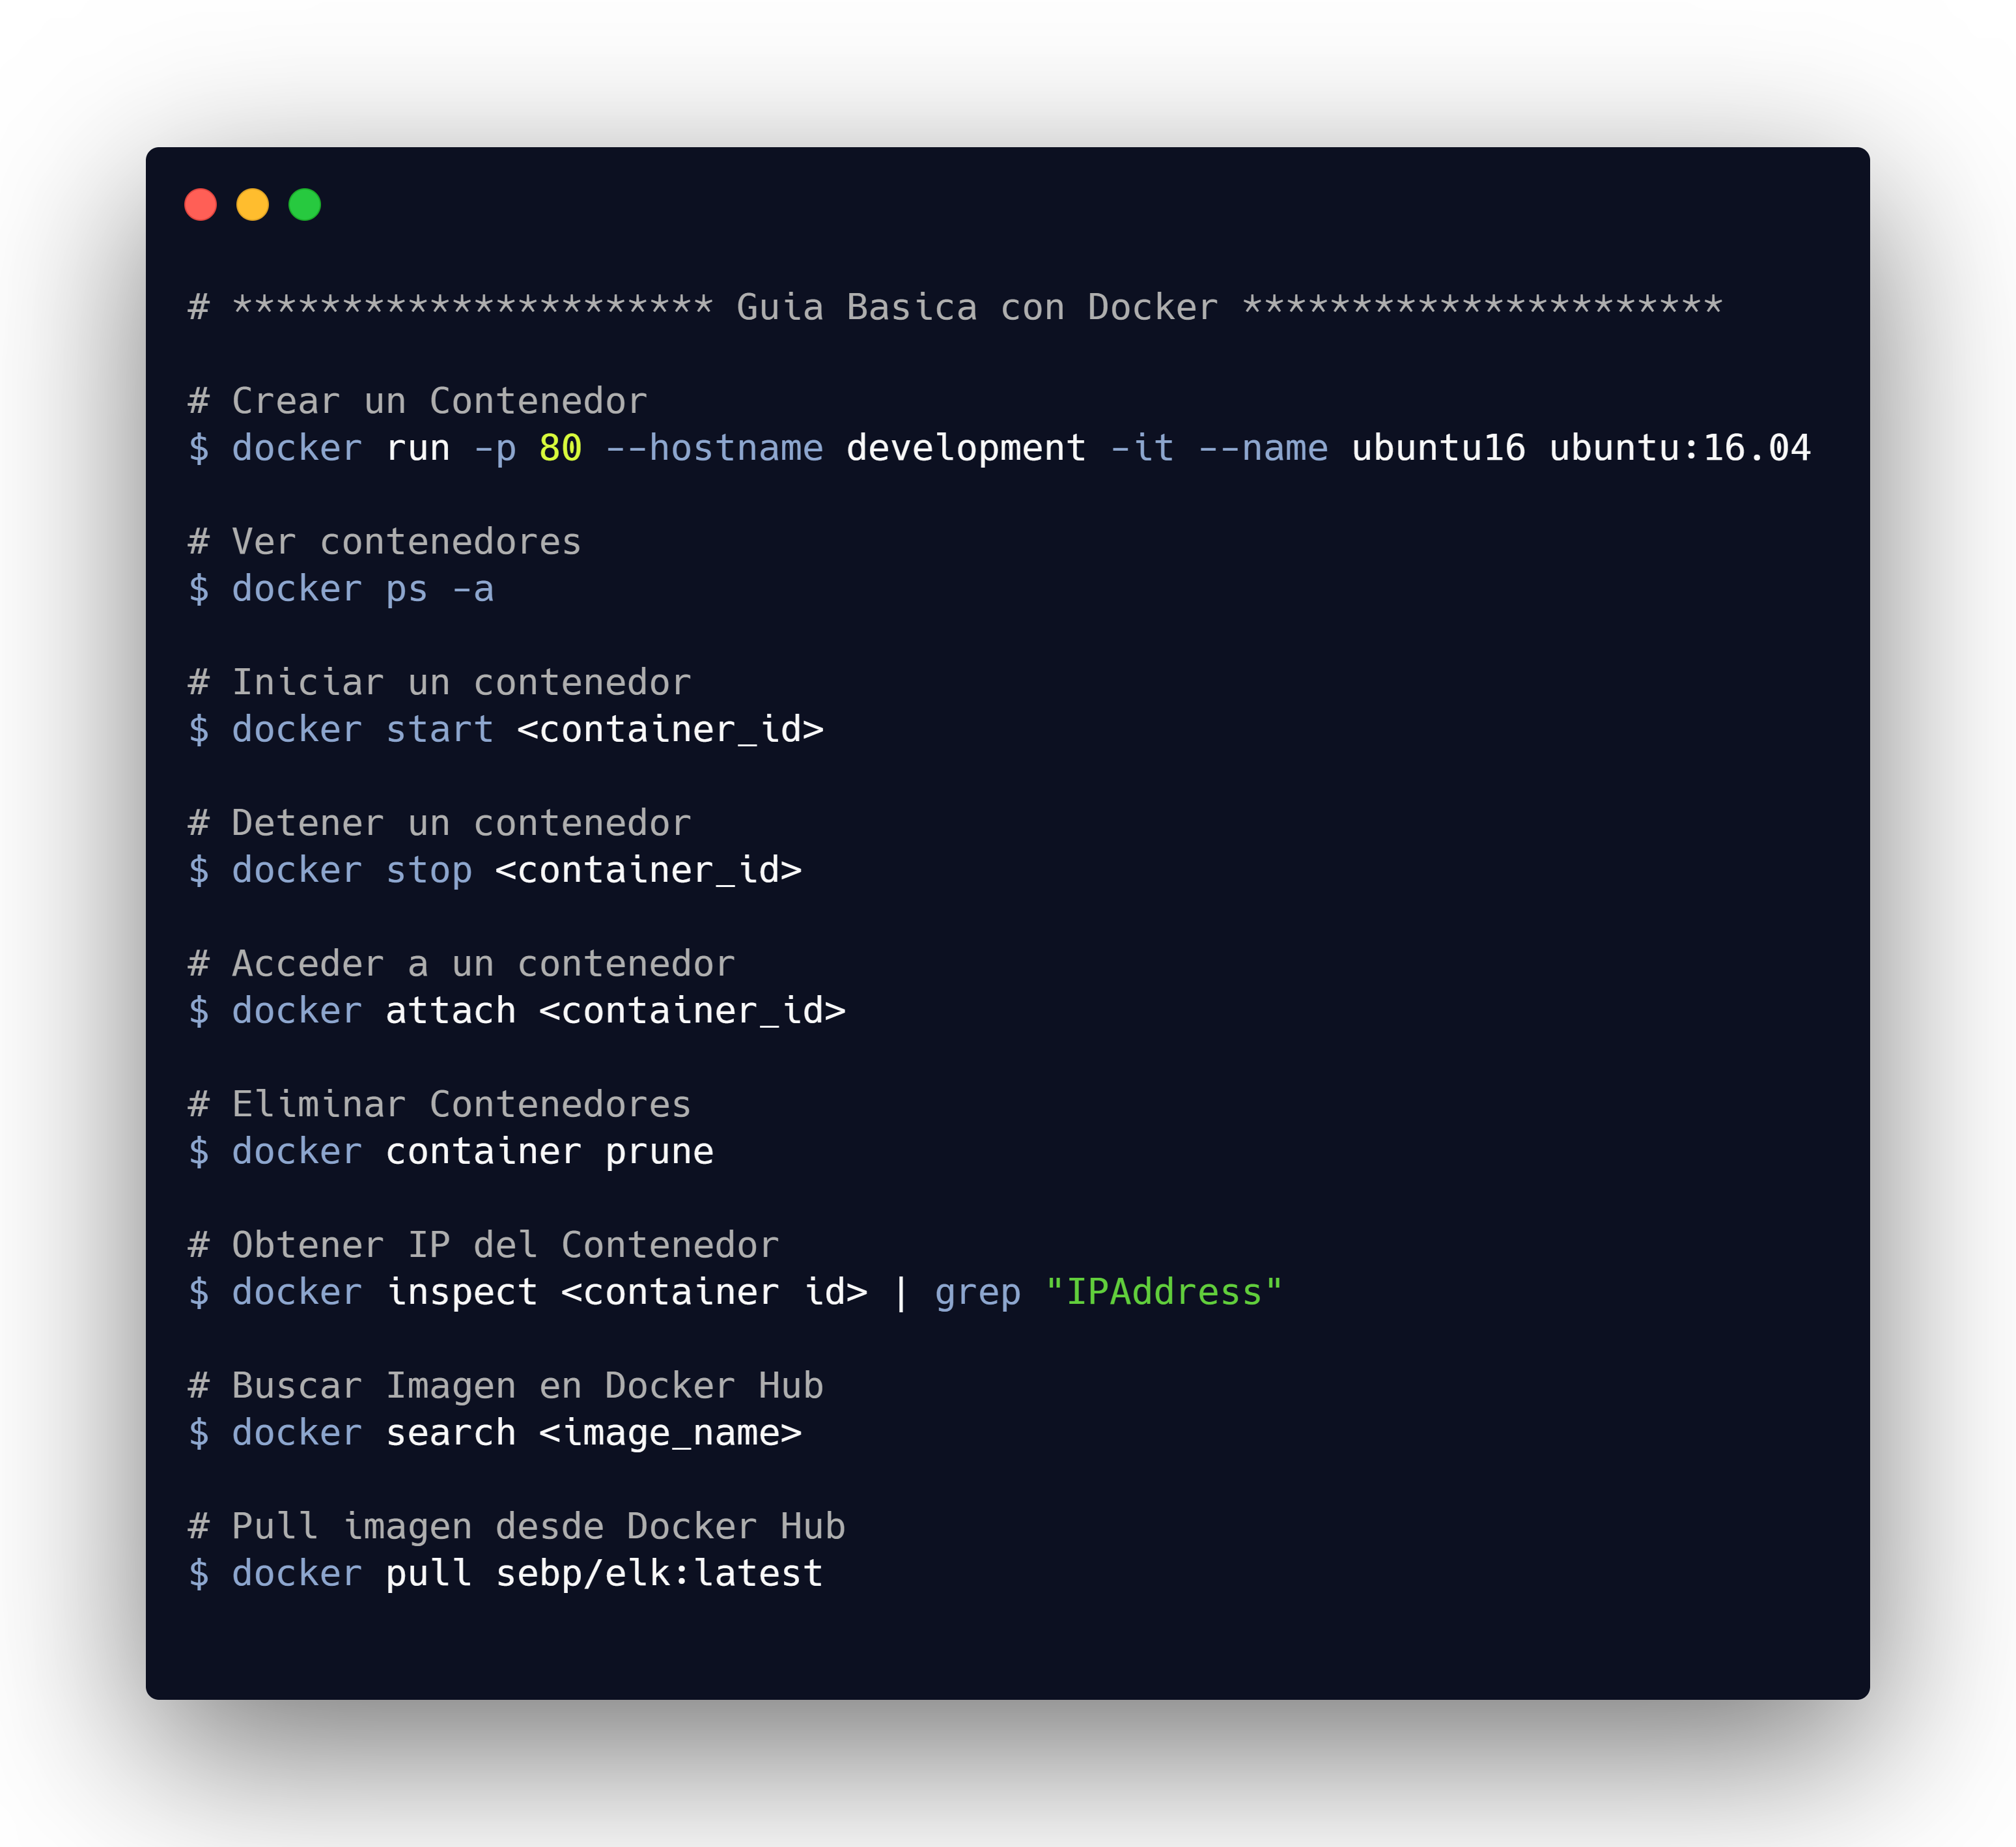 # ********************** Guia Basica con Docker **********************
# Crear un Contenedor
$ docker run -p 80 --hostname development -it --name ubuntu16 ubuntu:16.04
# Ver contenedores
$ docker ps -a
# Iniciar un contenedor
$ docker start <container_id>
# Detener un contenedor
$ docker stop <container_id>
# Acceder a un contenedor
$ docker attach <container_id>
# Eliminar Contenedores
$ docker container prune
# Obtener IP del Contenedor
$ docker inspect <container id> | grep "IPAddress"
# Buscar Imagen en Docker Hub
$ docker search <image_name>
# Pull imagen desde Docker Hub
$ docker pull sebp/elk:latest